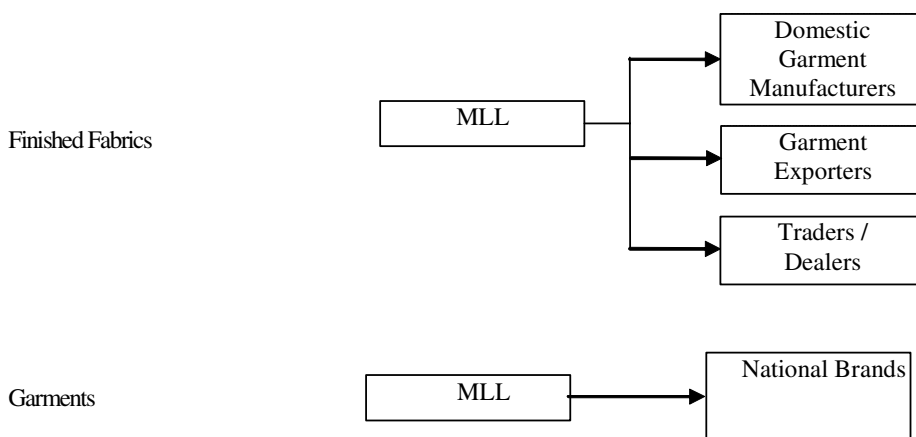 Finished Fabrics
MLL
Domestic
Garment
Manufacturers
Garment
Exporters
Traders /
Dealers
Garments
MLL
National Brands